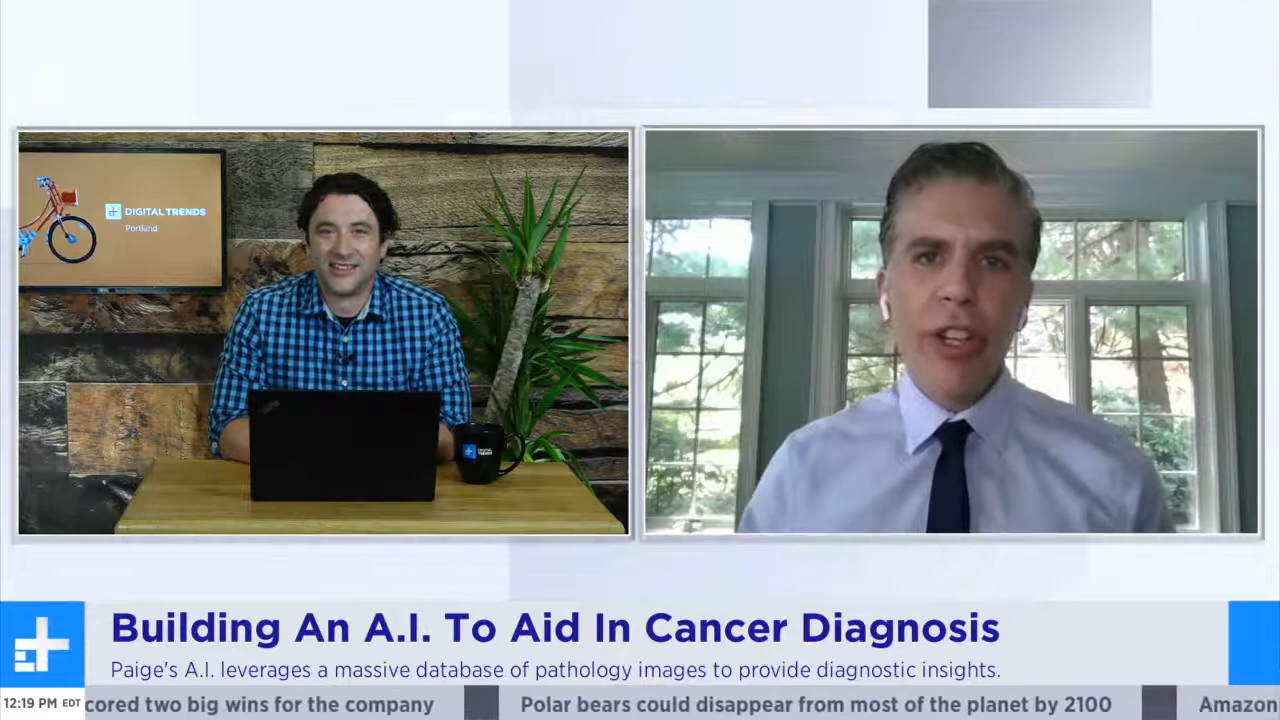 DIGITAL TRENDS
Portland
DIGITAL
TRENDS
Building An A.I. To Aid In Cancer Diagnosis
Paige's A.I. leverages a massive database of pathology images to provide diagnostic insights.
12:19 PM EDT
cored two big wins for the company
Polar bears could disappear from most of the planet by 2100
Amazon